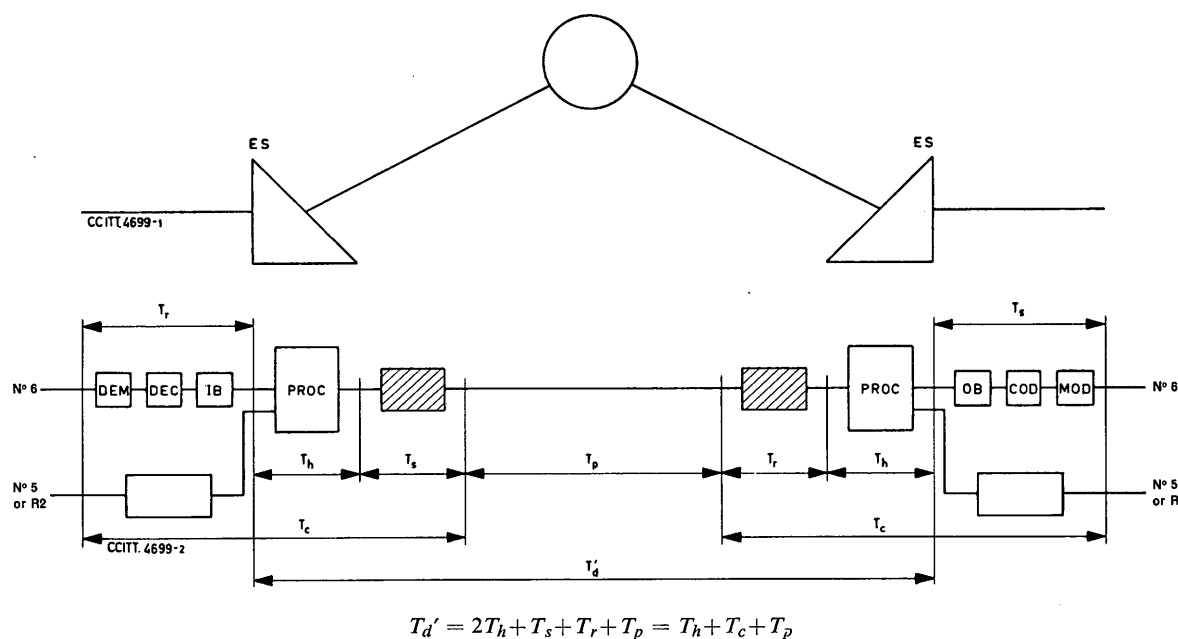 ES
ES
CCITT.4699-1
Tr
Ts
Nº 6
DEM
DEC
IB
PROC
PROC
OB
COD
MOD
Nº 6
Th
Ts
Tp
Tr
Th
Nº 5
or R2
Nº 5
or R
Tc
Tc
CCITT. 4699-2
T'd
Td′ = 2Th+Ts+Tr+Tp = Th+Tc+Tp